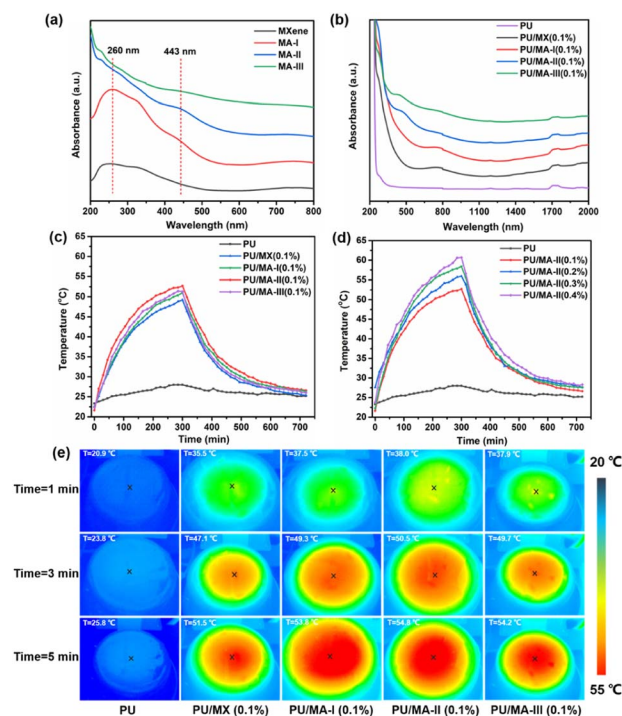 (a)
260 nm
443 nm
MXene
MA-I
MA-II
MA-III
Absorbance (a.u.)
200 300 400 500 600 700 800
Wavelength (nm)
(b)
PU
PU/MX(0.1%)
PU/MA-I(0.1%)
PU/MA-II(0.1%)
PU/MA-III(0.1%)
Absorbance (a.u.)
200 500 800 1100 1400 1700 2000
Wavelength (nm)
(c)
PU
PU/MX(0.1%)
PU/MA-I(0.1%)
PU/MA-II(0.1%)
PU/MA-III(0.1%)
Temperature (°C)
65
60
55
50
45
40
35
30
25
20
0 100 200 300 400 500 600 700
Time (min)
(d)
PU
PU/MA-II(0.1%)
PU/MA-II(0.2%)
PU/MA-II(0.3%)
PU/MA-II(0.4%)
Temperature (°C)
65
60
55
50
45
40
35
30
25
20
0 100 200 300 400 500 600 700
Time (min)
(e)
Time=1 min
T=20.9 °C
T=35.5 °C
T=37.5 °C
T=38.0 °C
T=37.9 °C
20 °C
Time=3 min
T=23.8 °C
T=47.1 °C
T=49.3 °C
T=50.5 °C
T=49.7 °C
Time=5 min
T=25.8 °C
T=51.5 °C
T=54.8 °C
T=54.2 °C
55 °C
PU PU/MX (0.1%) PU/MA-I (0.1%) PU/MA-II (0.1%) PU/MA-III (0.1%)